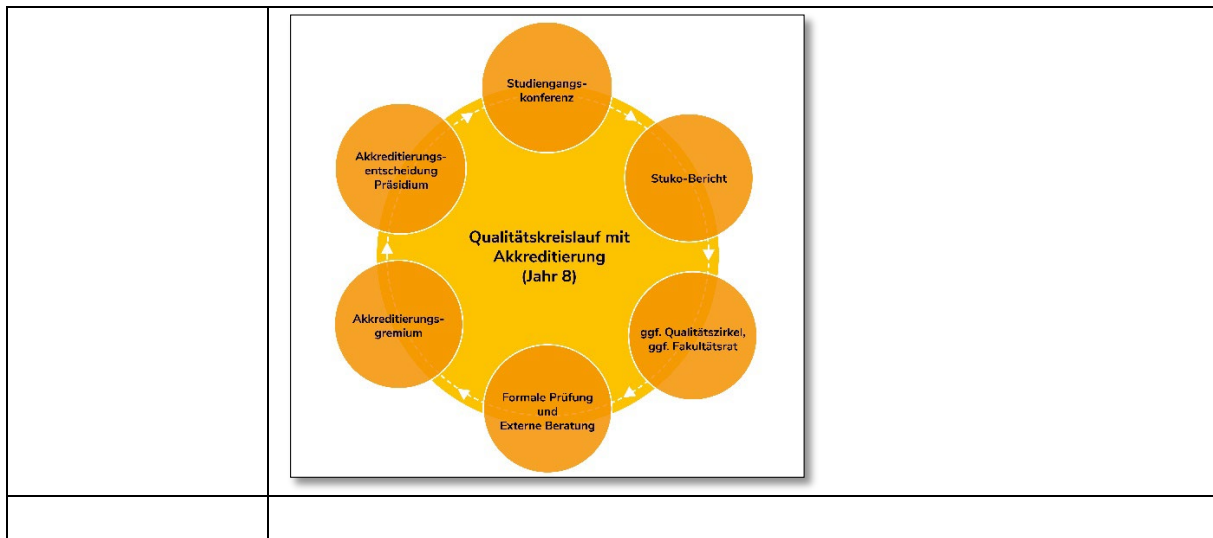 Studiengangs-
konferenz
Stuko-Bericht
ggf. Qualitätszirkel,
ggf. Fakultätsrat
Formale Prüfung
und
Externe Beratung
Akkreditierungs-
gremium
Akkreditierungs-
entscheidung
Präsidium
Qualitätskreislauf mit
Akkreditierung
(Jahr 8)